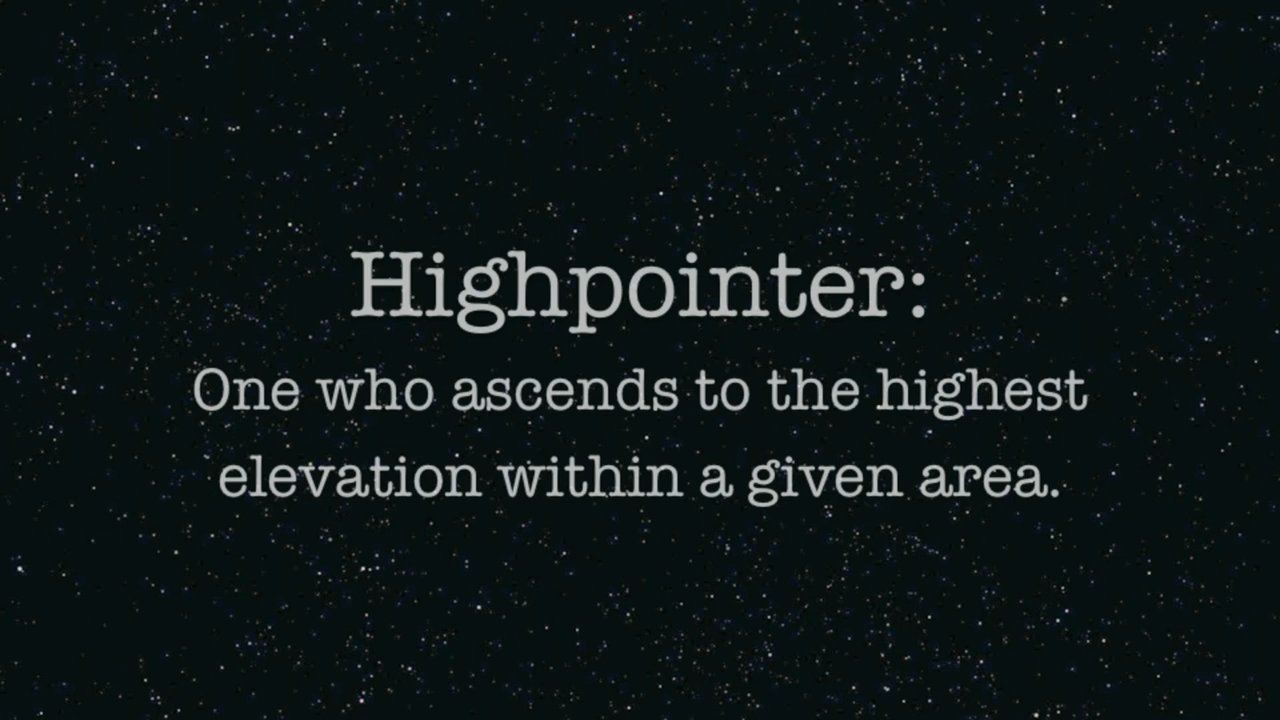 Highpointer:
One who ascends to the highest
elevation within a given area.